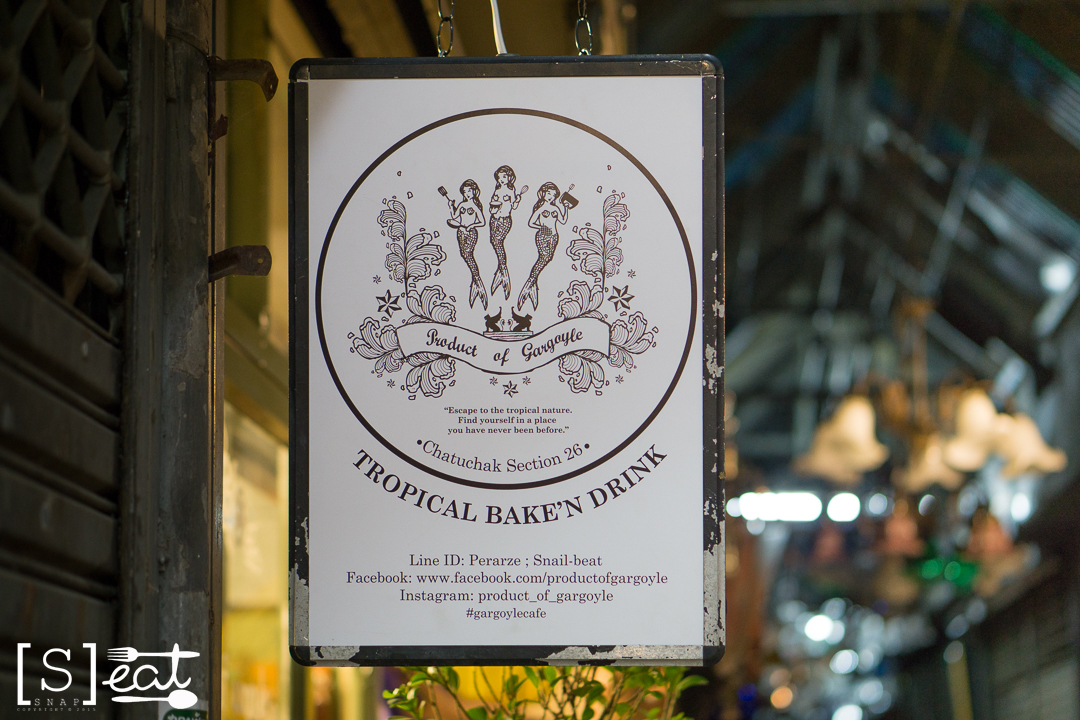 Product of Gargoyle
“Escape to the tropical nature.
Find yourself in a place
you have never been before.”
•Chatuchak Section 26•
TROPICAL BAKE’N DRINK
Line ID: Perarze ; Snail-beat
Facebook: www.facebook.com/productofgargoyle
Instagram: product_of_gargoyle
#gargoylecafe
[S]eat
SNAP